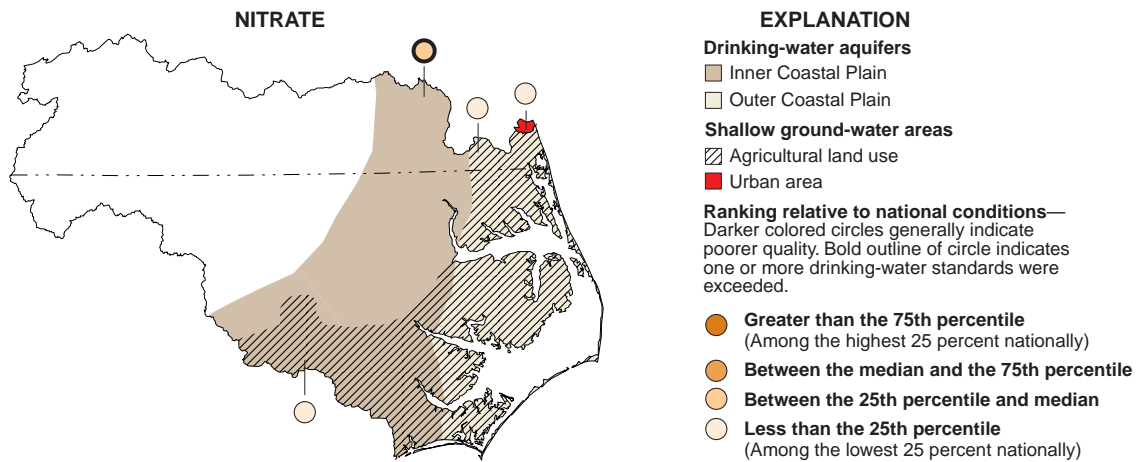 NITRATE
EXPLANATION
Drinking-water aquifers
Inner Coastal Plain
Outer Coastal Plain
Shallow ground-water areas
Agricultural land use
Urban area
Ranking relative to national conditions—
Darker colored circles generally indicate
poorer quality. Bold outline of circle indicates
one or more drinking-water standards were
exceeded.
Greater than the 75th percentile
(Among the highest 25 percent nationally)
Between the median and the 75th percentile
Between the 25th percentile and median
Less than the 25th percentile
(Among the lowest 25 percent nationally)